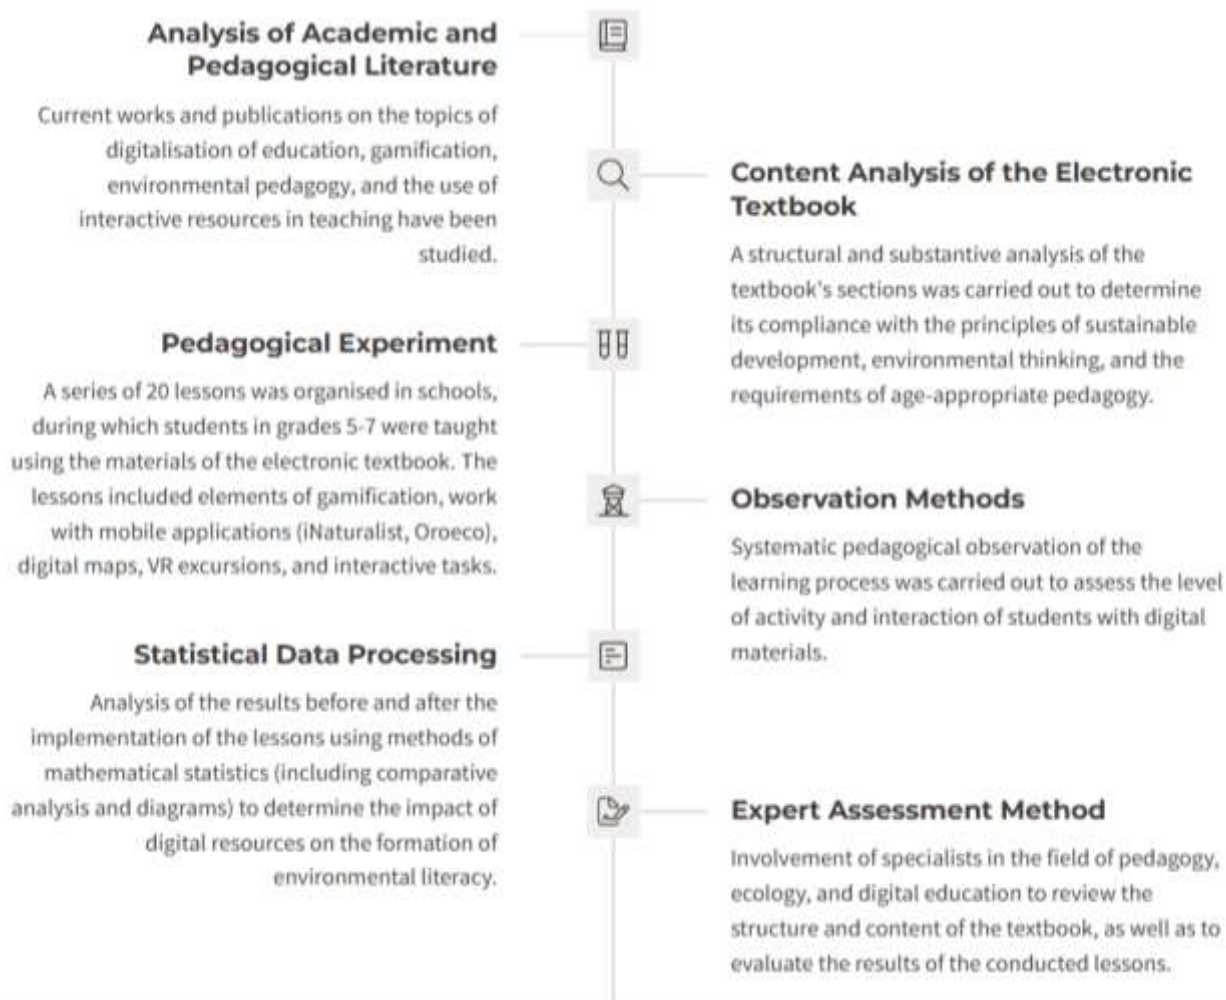 Analysis of Academic and
Pedagogical Literature
Current works and publications on the topics of
digitalisation of education, gamification,
environmental pedagogy, and the use of
interactive resources in teaching have been
studied.
Content Analysis of the Electronic
Textbook
A structural and substantive analysis of the
textbook's sections was carried out to determine
its compliance with the principles of sustainable
development, environmental thinking, and the
requirements of age-appropriate pedagogy.
Pedagogical Experiment
A series of 20 lessons was organised in schools,
during which students in grades 5-7 were taught
using the materials of the electronic textbook. The
lessons included elements of gamification, work
with mobile applications (iNaturalist, Oroeco),
digital maps, VR excursions, and interactive tasks.
Observation Methods
Systematic pedagogical observation of the
learning process was carried out to assess the level
of activity and interaction of students with digital
materials.
Statistical Data Processing
Analysis of the results before and after the
implementation of the lessons using methods of
mathematical statistics (including comparative
analysis and diagrams) to determine the impact of
digital resources on the formation of
environmental literacy.
Expert Assessment Method
Involvement of specialists in the field of pedagogy,
ecology, and digital education to review the
structure and content of the textbook, as well as to
evaluate the results of the conducted lessons.